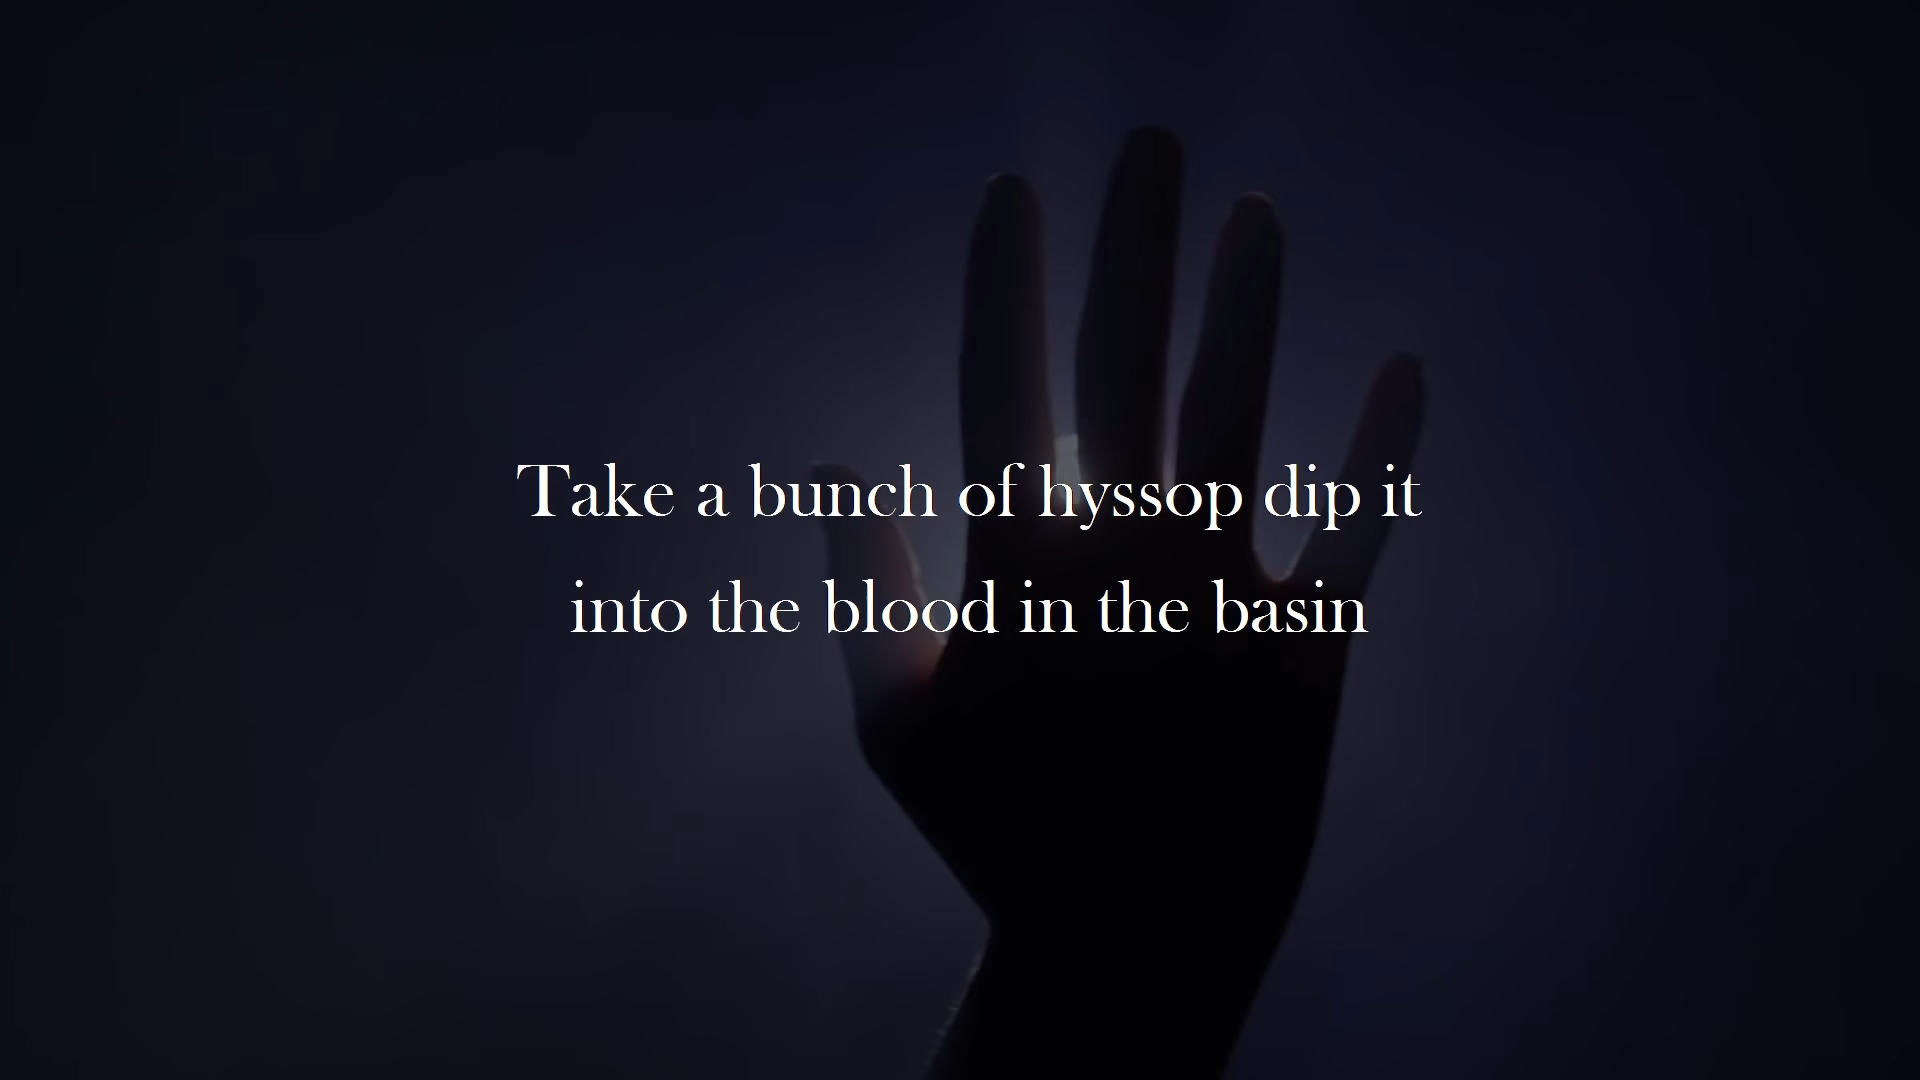 Take a bunch of hyssop dip it
into the blood in the basin